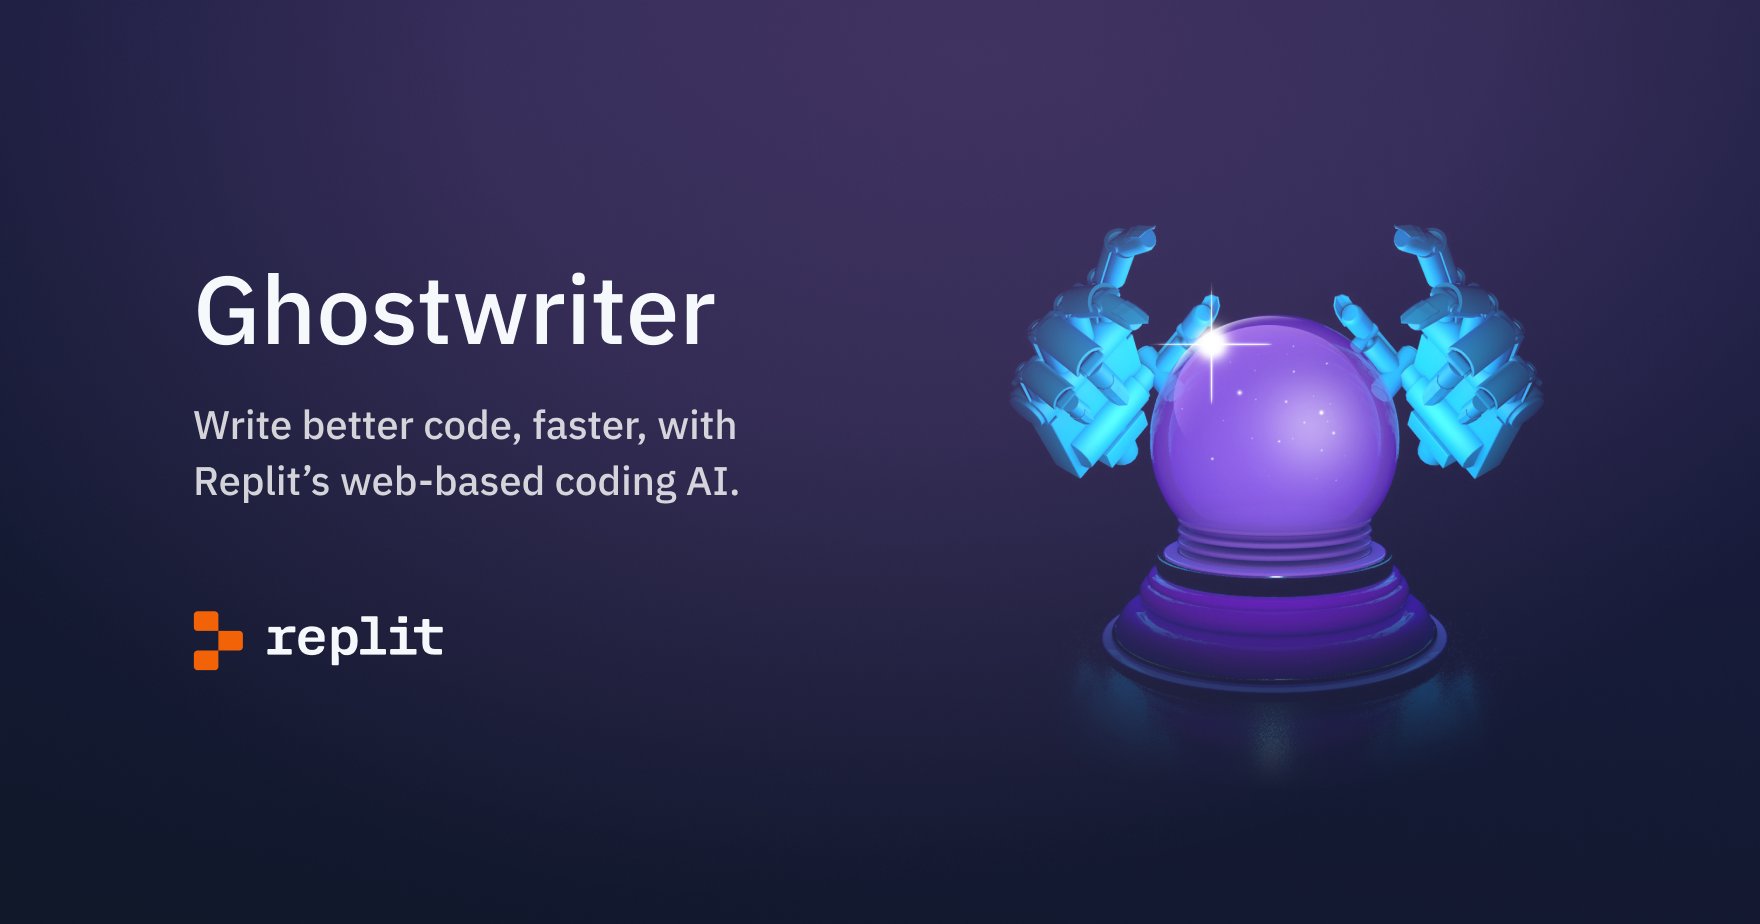 Ghostwriter
Write better code, faster, with
Replit’s web-based coding AI.
replit